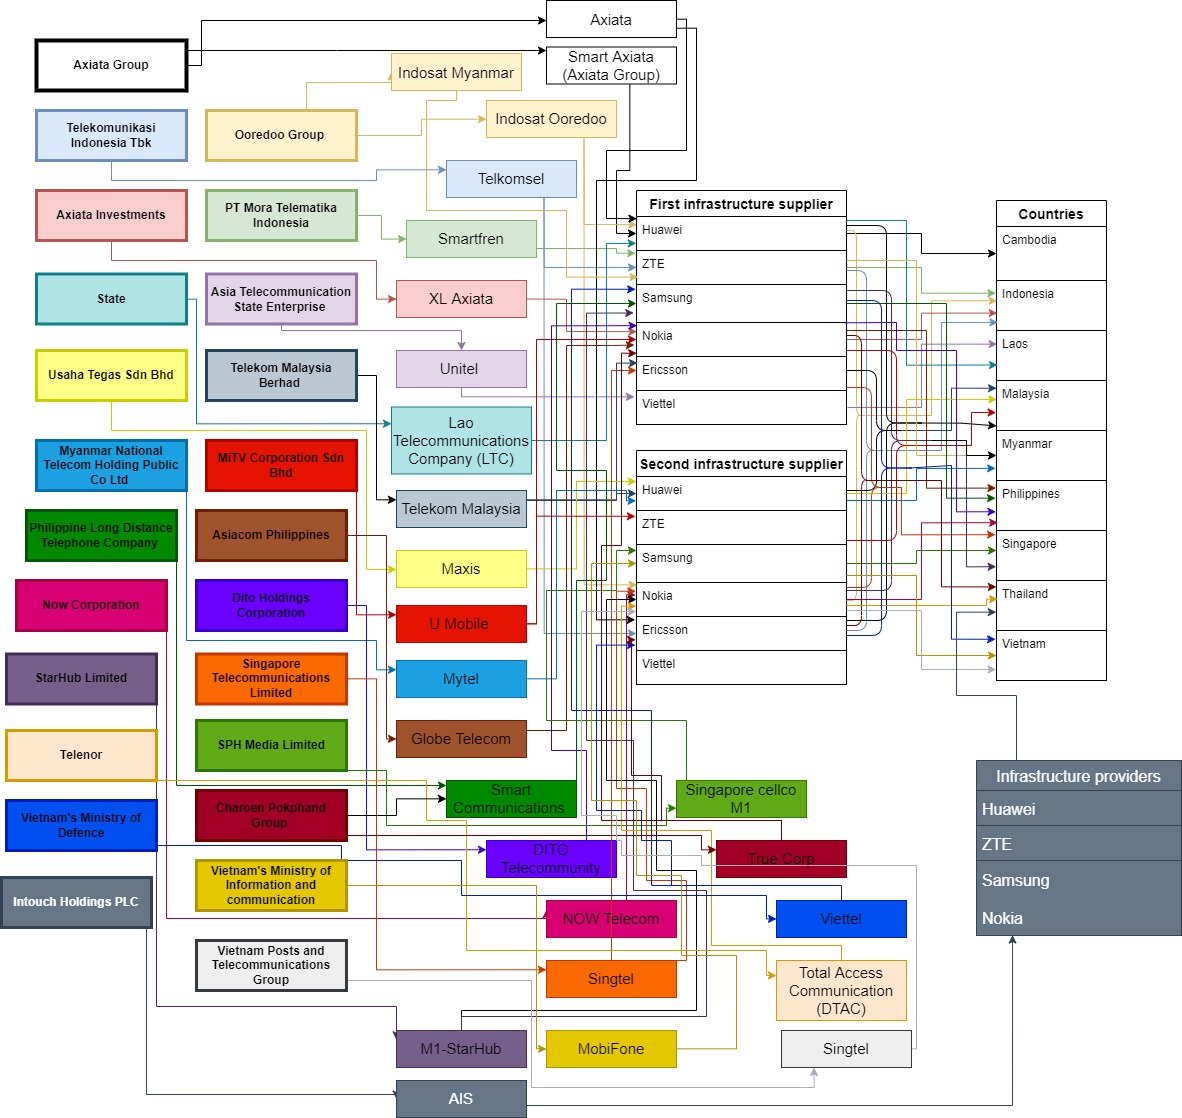 Axiata
Axiata Group
Smart Axiata
(Axiata Group)
Indosat Myanmar
Telekomunikasi
Indonesia Tbk
Ooredoo Group
Indosat Ooredoo
Telkomsel
Axiata Investments
PT Mora Telematika
Indonesia
Smartfren
State
Asia Telecommunication
State Enterprise
XL Axiata
Usaha Tegas Sdn Bhd
Telekom Malaysia
Berhad
Unitel
Lao
Telecommunications
Company (LTC)
Myanmar National
Telecom Holding Public
Co Ltd
MiTV Corporation Sdn
Bhd
Telekom Malaysia
Philippine Long Distance
Telephone Company
Asiacom Philippines
Maxis
Now Corporation
Dito Holdings
Corporation
U Mobile
StarHub Limited
Singapore
Telecommunications
Limited
Mytel
Telenor
SPH Media Limited
Globe Telecom
Vietnam's Ministry of
Defence
Charoen Pokphand
Group
Smart
Communications
Singapore cellco
M1
Intouch Holdings PLC
Vietnam's Ministry of
Information and
communication
DITO
Telecommunity
True Corp
NOW Telecom
Viettel
Vietnam Posts and
Telecommunications
Group
Singtel
Total Access
Communication
(DTAC)
M1-StarHub
MobiFone
Singtel
AIS
First infrastructure supplier
Huawei
ZTE
Samsung
Nokia
Ericsson
Viettel
Second infrastructure supplier
Huawei
ZTE
Samsung
Nokia
Ericsson
Viettel
Countries
Cambodia
Indonesia
Laos
Malaysia
Myanmar
Philippines
Singapore
Thailand
Vietnam
Infrastructure providers
Huawei
ZTE
Samsung
Nokia